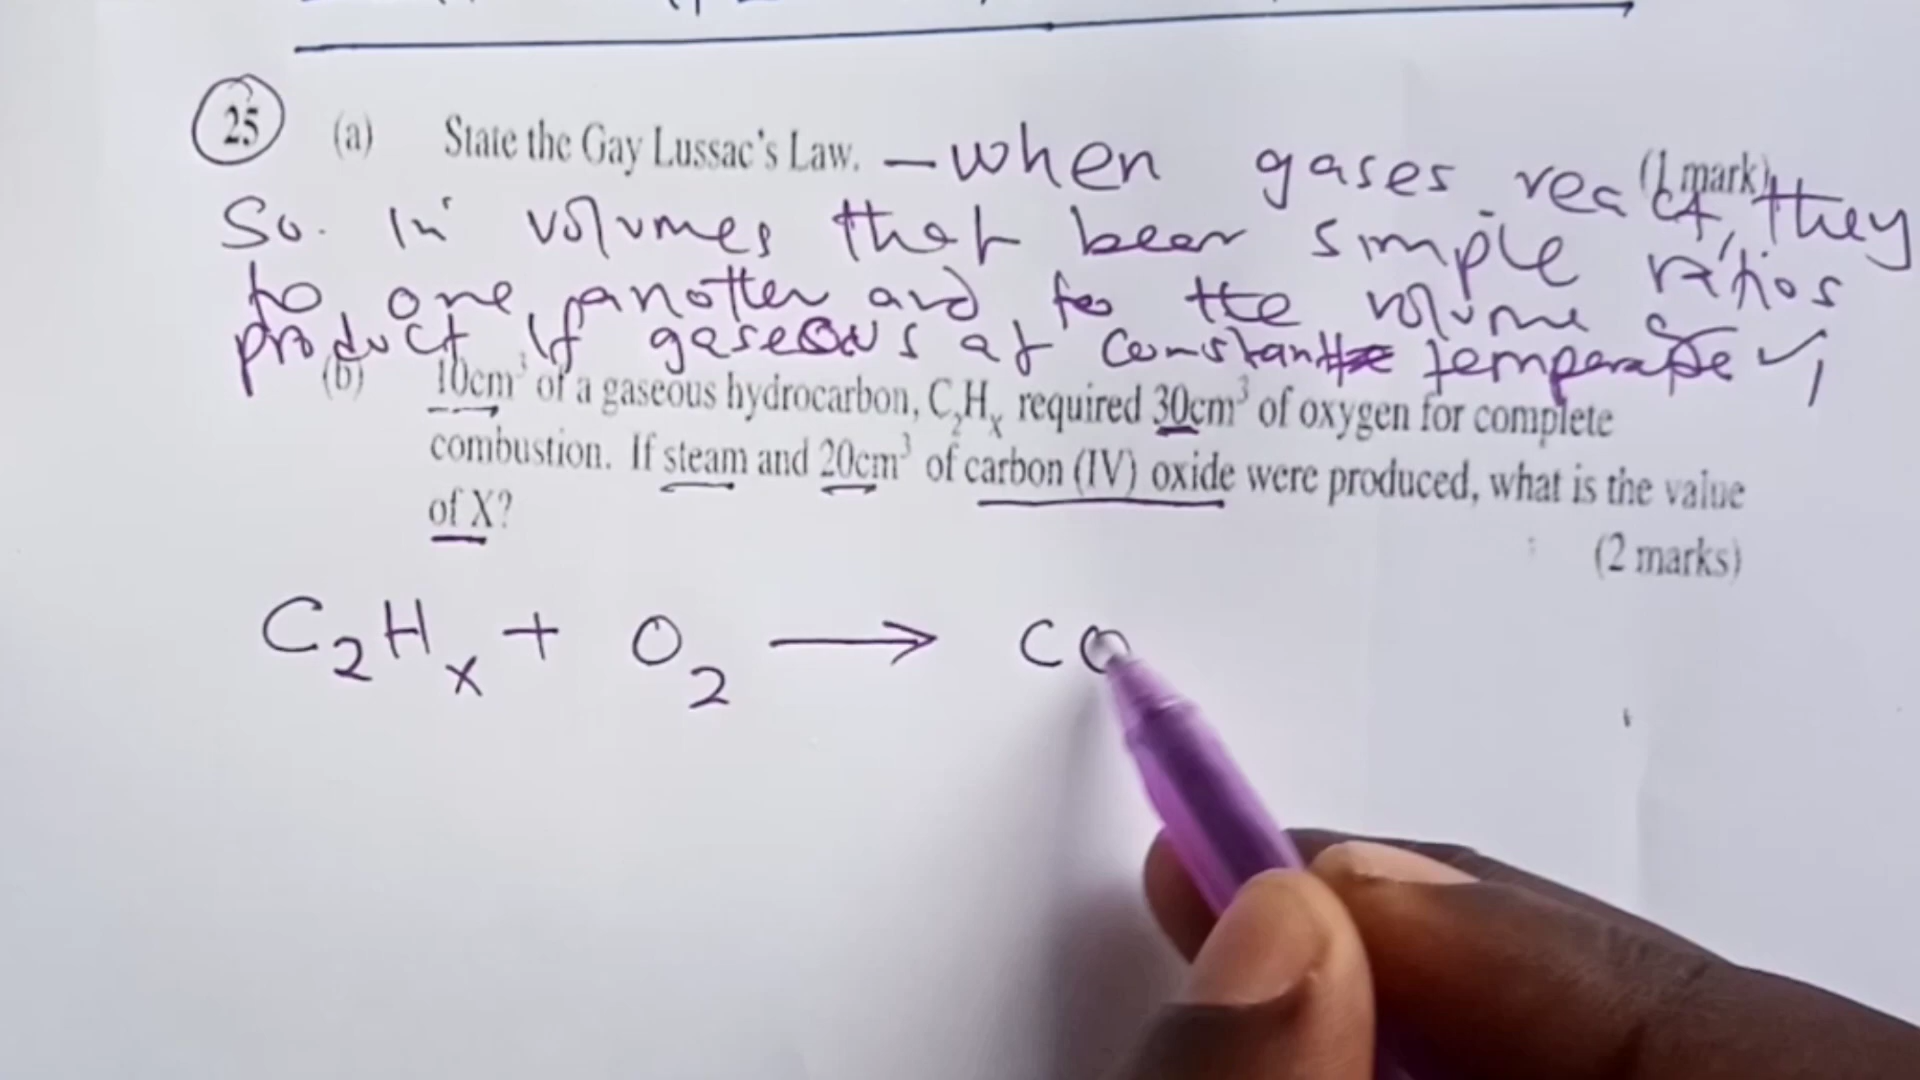 25 (a) State the Gay Lussac's Law. – when gases react, they (1 mark)
So in volumes that bear simple ratios
to one another and to the volume of
product if gaseous at constant temperature ✓1
(b) 10cm³ of a gaseous hydrocarbon, C₂Hₓ required 30cm³ of oxygen for complete
combustion. If steam and 20cm³ of carbon (IV) oxide were produced, what is the value
of X?
(2 marks)
C₂Hₓ + O₂ → CO